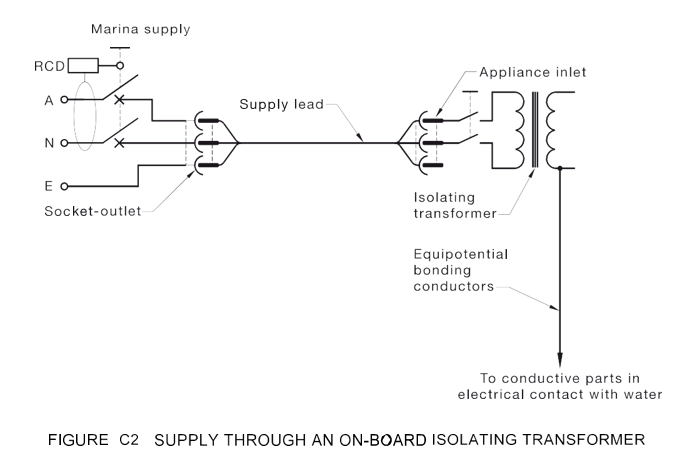 Marina supply
RCD
A
N
E
Socket-outlet
Supply lead
Appliance inlet
Isolating
transformer
Equipotential
bonding
conductors
To conductive parts in
electrical contact with water
FIGURE C2 SUPPLY THROUGH AN ON-BOARD ISOLATING TRANSFORMER